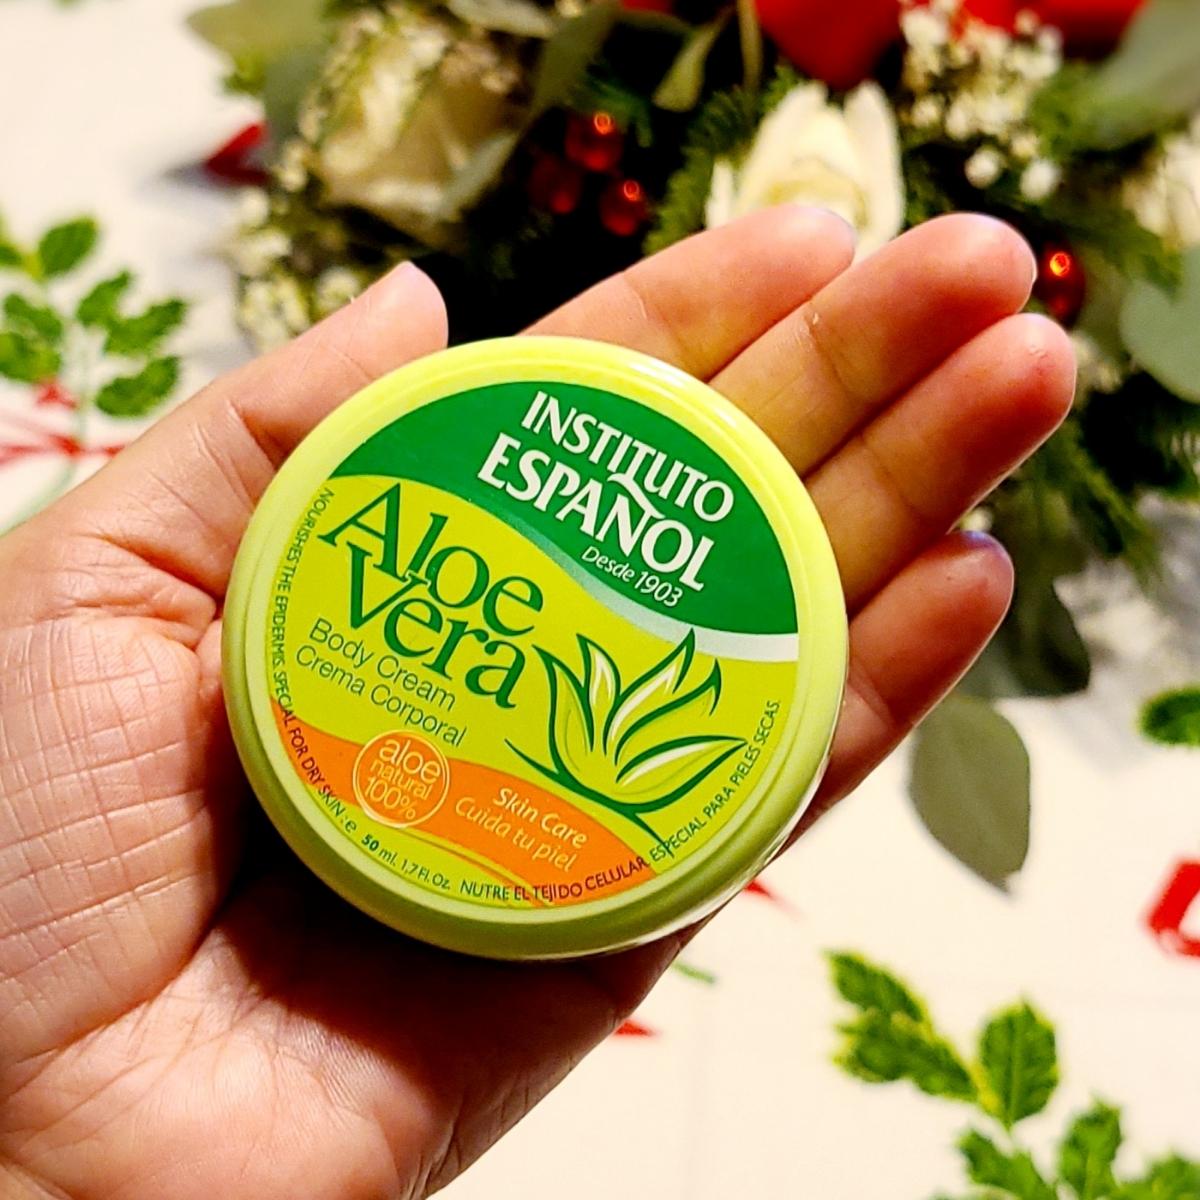 INSTITUTO
ESPAÑOL
Desde 1903
Aloe
Vera
Body Cream
Crema Corporal
aloe
natural
100%
Skin Care
Cuida tu piel
NOURISHES THE EPIDERMIS. SPECIAL FOR DRY SKIN.
e 50 ml. 1,7 Fl. Oz.
NUTRE EL TEJIDO CELULAR. ESPECIAL PARA PIELES SECAS.